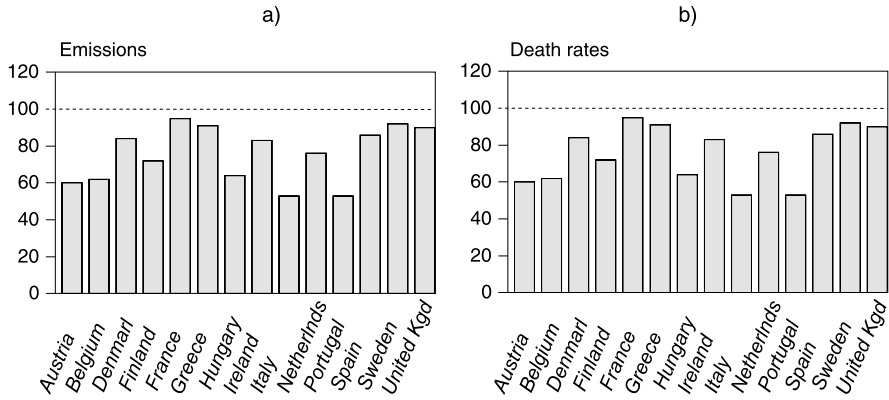 a)
Emissions
120
100
80
60
40
20
0
Austria
Belgium
Denmarl
Finland
France
Greece
Hungary
Ireland
Italy
Netherlnds
Portugal
Spain
Sweden
United Kgd
b)
Death rates
120
100
80
60
40
20
0
Austria
Belgium
Denmarl
Finland
France
Greece
Hungary
Ireland
Italy
Netherlnds
Portugal
Spain
Sweden
United Kgd